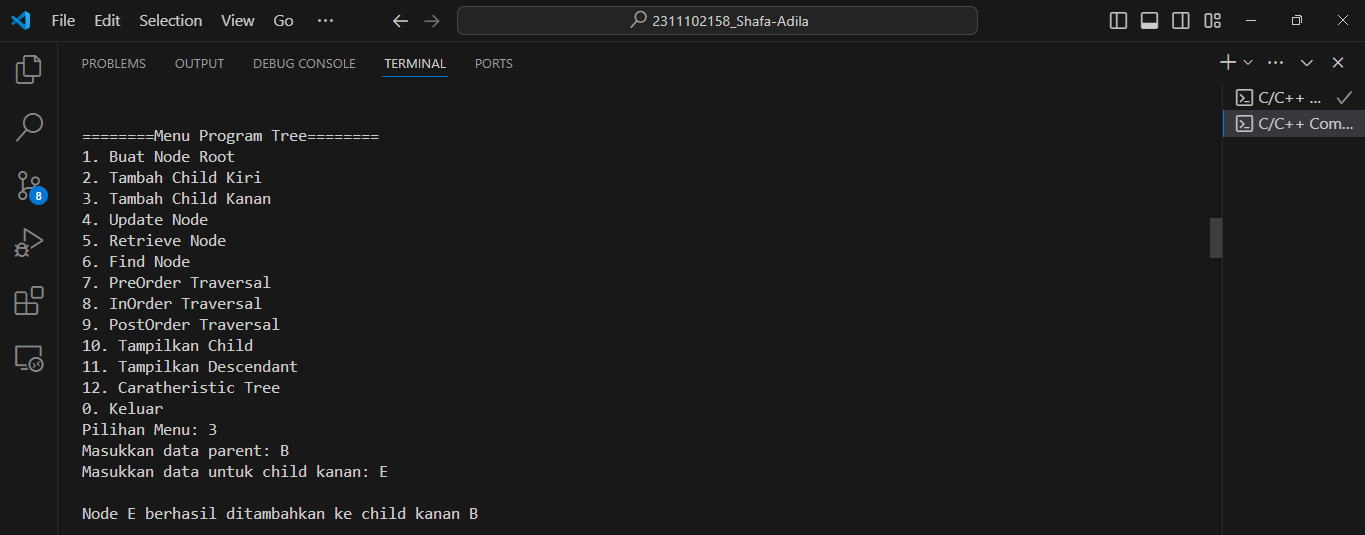 File Edit Selection View Go ··· 2311102158_Shafa-Adila
PROBLEMS OUTPUT DEBUG CONSOLE TERMINAL PORTS
C/C++ ...
C/C++ Com...
8
========Menu Program Tree========
1. Buat Node Root
2. Tambah Child Kiri
3. Tambah Child Kanan
4. Update Node
5. Retrieve Node
6. Find Node
7. PreOrder Traversal
8. InOrder Traversal
9. PostOrder Traversal
10. Tampilkan Child
11. Tampilkan Descendant
12. Caratheristic Tree
0. Keluar
Pilihan Menu: 3
Masukkan data parent: B
Masukkan data untuk child kanan: E
Node E berhasil ditambahkan ke child kanan B